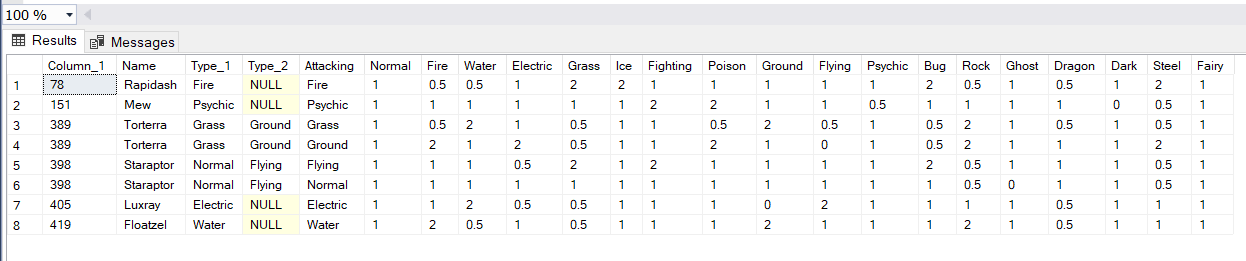 100 %
Results Messages
Column_1 Name Type_1 Type_2 Attacking Normal Fire Water Electric Grass Ice Fighting Poison Ground Flying Psychic Bug Rock Ghost Dragon Dark Steel Fairy
1 78 Rapidash Fire NULL Fire 1 0.5 0.5 1 2 2 1 1 1 1 1 2 0.5 1 0.5 1 2 1
2 151 Mew Psychic NULL Psychic 1 1 1 1 1 1 2 2 1 1 0.5 1 1 1 1 0 0.5 1
3 389 Torterra Grass Ground Grass 1 0.5 2 1 0.5 1 1 0.5 2 0.5 1 0.5 2 1 0.5 1 0.5 1
4 389 Torterra Grass Ground Ground 1 2 1 2 0.5 1 1 2 1 0 1 0.5 2 1 1 1 2 1
5 398 Staraptor Normal Flying Flying 1 1 1 0.5 2 1 2 1 1 1 1 2 0.5 1 1 1 0.5 1
6 398 Staraptor Normal Flying Normal 1 1 1 1 1 1 1 1 1 1 1 1 0.5 0 1 1 0.5 1
7 405 Luxray Electric NULL Electric 1 1 2 0.5 0.5 1 1 1 0 2 1 1 1 1 0.5 1 1 1
8 419 Floatzel Water NULL Water 1 2 0.5 1 0.5 1 1 1 2 1 1 1 2 1 0.5 1 1 1